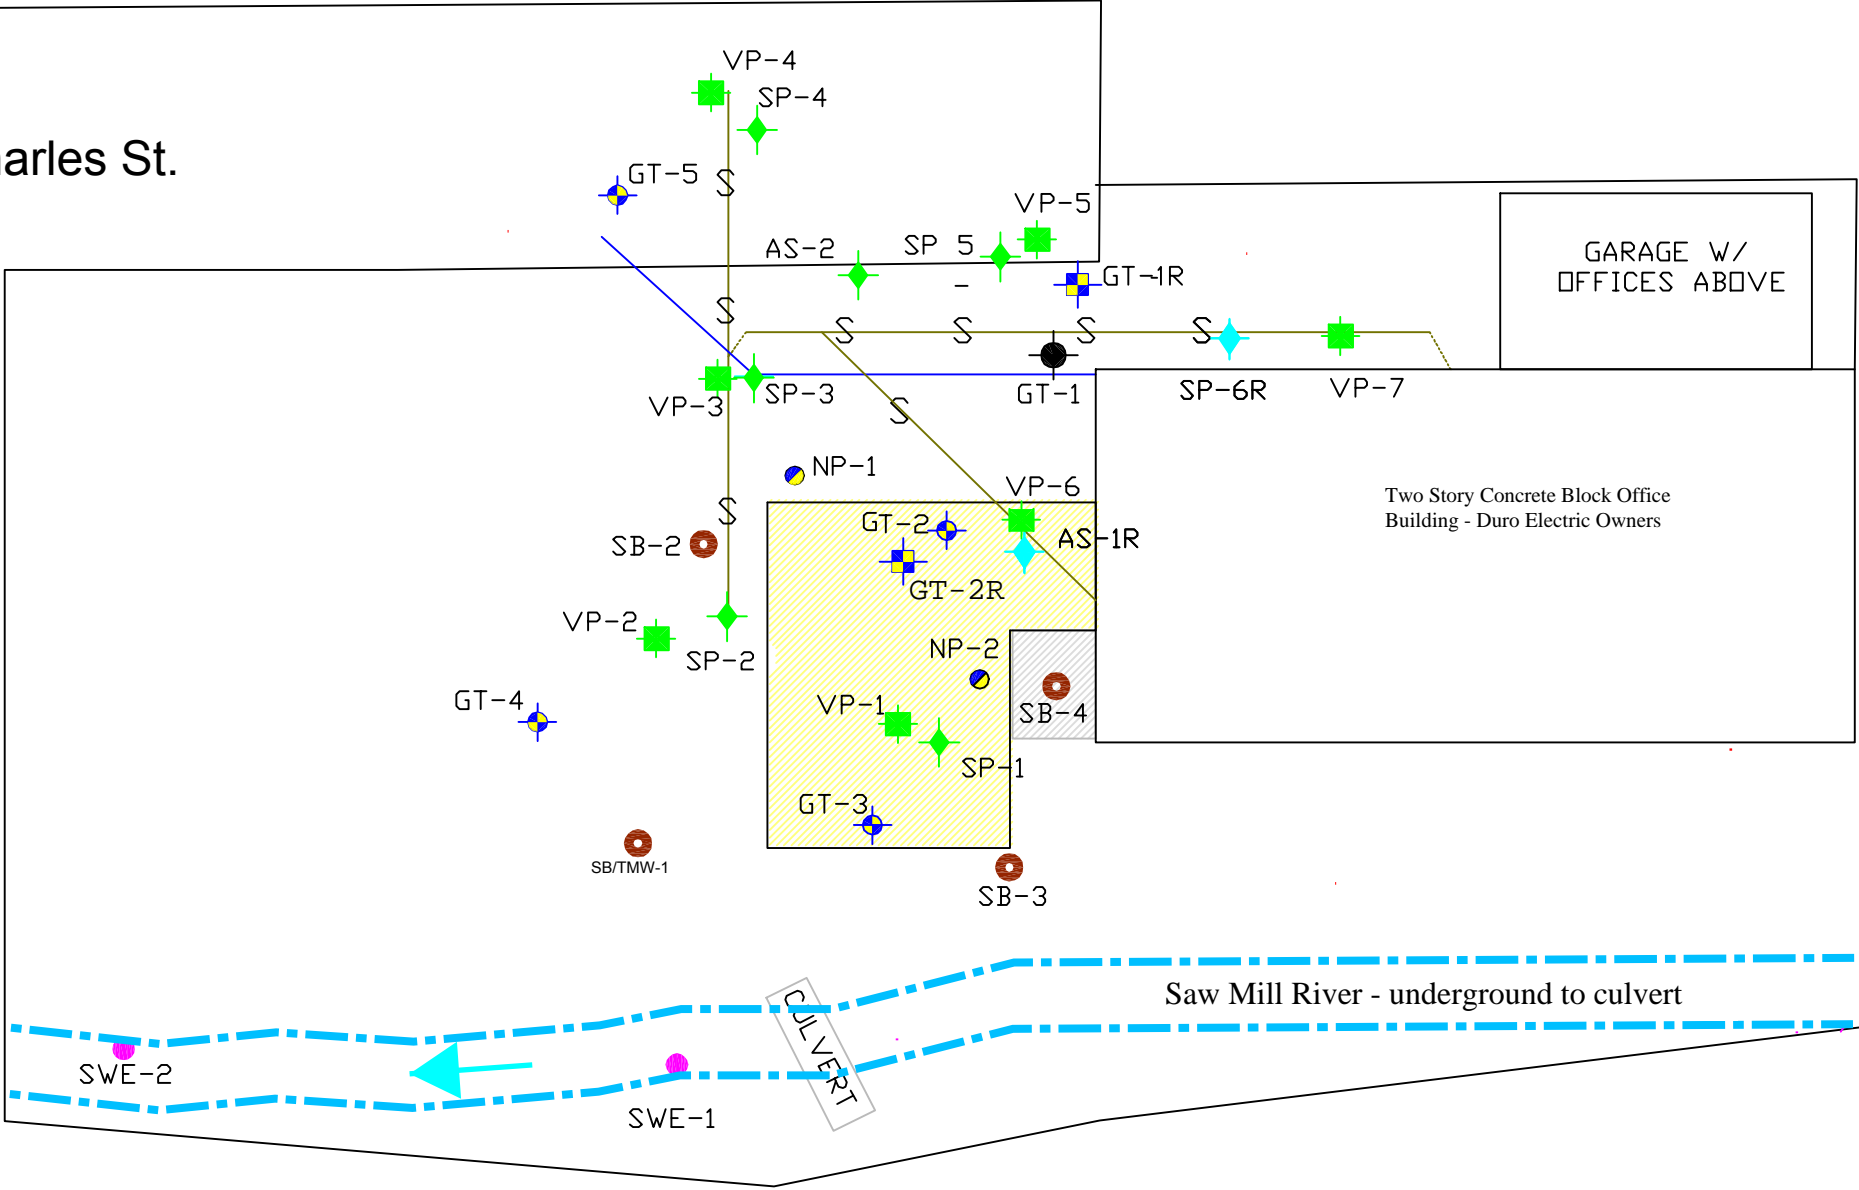 VP-4
SP-4
arles St.
GT-5
S
VP-5
AS-2
SP 5
-
GT-1R
GARAGE W/
OFFICES ABOVE
S
S
S
S
S
VP-3
SP-3
S
GT-1
SP-6R
VP-7
NP-1
VP-6
Two Story Concrete Block Office
Building - Duro Electric Owners
S
GT-2
AS-1R
SB-2
GT-2R
VP-2
SP-2
NP-2
GT-4
VP-1
SB-4
SP-1
GT-3
SB/TMW-1
SB-3
Saw Mill River - underground to culvert
CULVERT
SWE-2
SWE-1